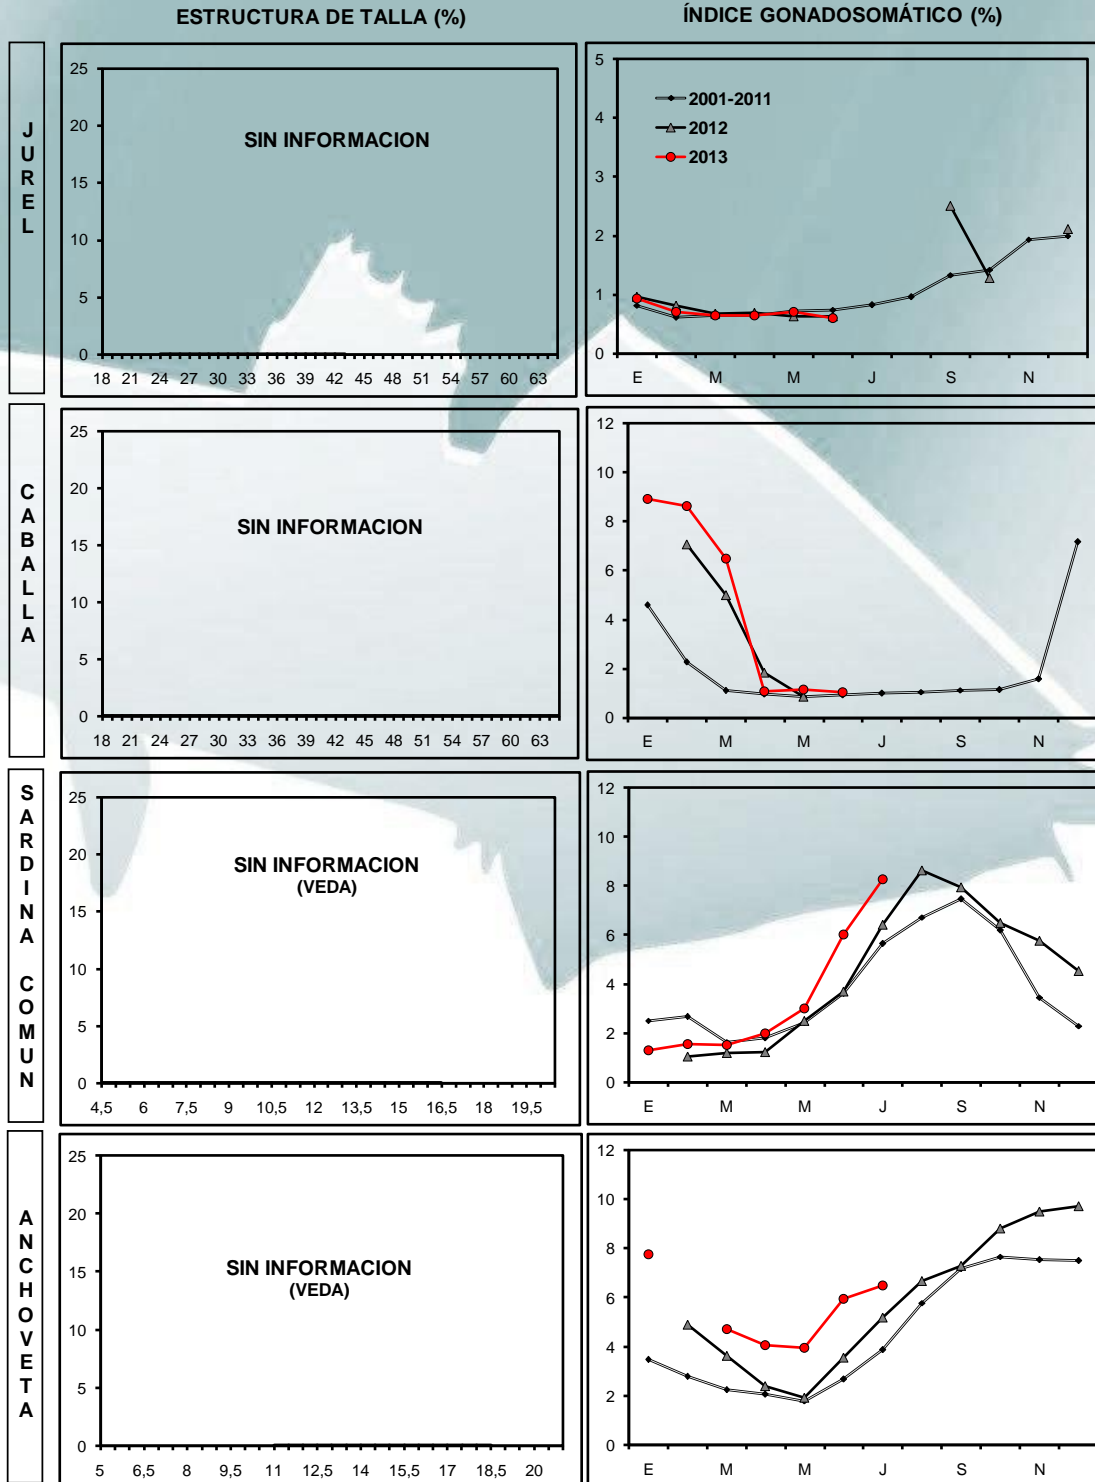 ESTRUCTURA DE TALLA (%)
ÍNDICE GONADOSOMÁTICO (%)
JUREL
25
20
15
10
5
0
SIN INFORMACION
18 21 24 27 30 33 36 39 42 45 48 51 54 57 60 63
5
4
3
2
1
0
2001-2011
2012
2013
E M M J S N
CABALLA
25
20
15
10
5
0
SIN INFORMACION
18 21 24 27 30 33 36 39 42 45 48 51 54 57 60 63
12
10
8
6
4
2
0
E M M J S N
SARDINA COMUN
25
20
15
10
5
0
SIN INFORMACION
(VEDA)
4,5 6 7,5 9 10,5 12 13,5 15 16,5 18 19,5
12
10
8
6
4
2
0
E M M J S N
ANCHOVETA
25
20
15
10
5
0
SIN INFORMACION
(VEDA)
5 6,5 8 9,5 11 12,5 14 15,5 17 18,5 20
12
10
8
6
4
2
0
E M M J S N